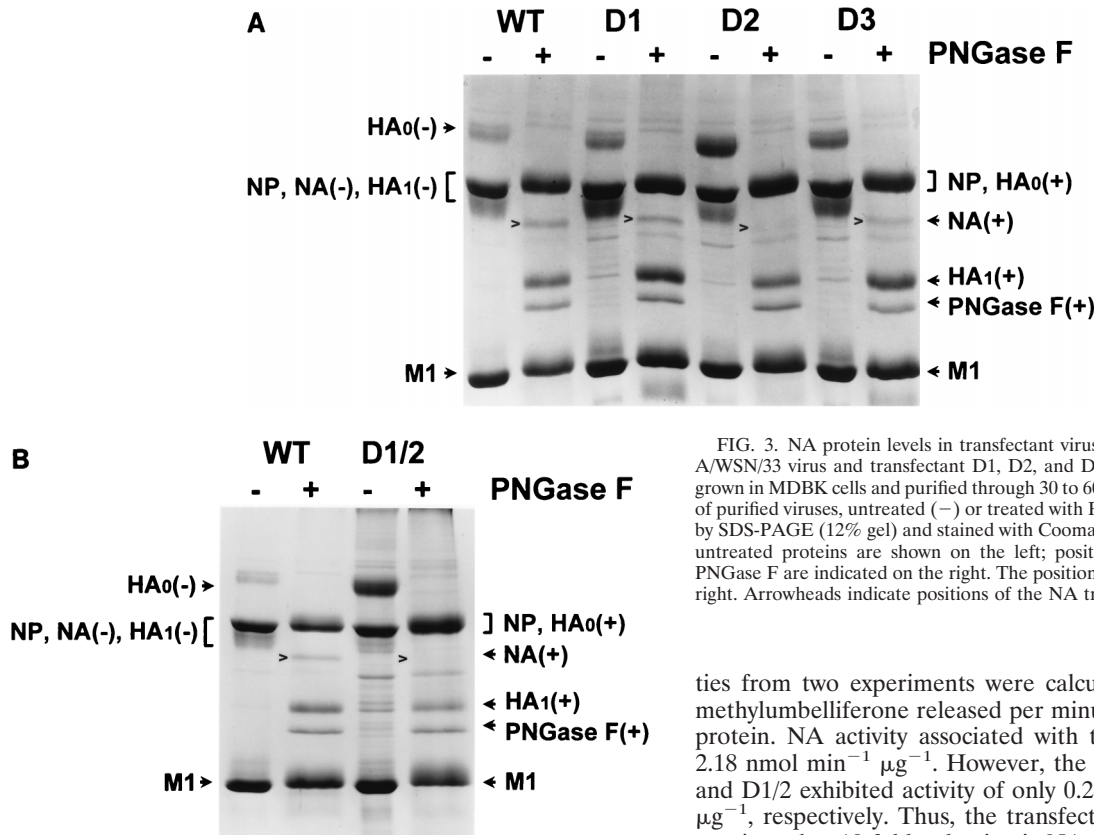 A
WT D1 D2 D3
- + - + - + - + PNGase F
HA0(-)
NP, NA(-), HA1(-)
M1
NP, HA0(+)
NA(+)
HA1(+)
PNGase F(+)
M1
> > > >
B
WT D1/2
- + - + PNGase F
HA0(-)
NP, NA(-), HA1(-)
M1
NP, HA0(+)
NA(+)
HA1(+)
PNGase F(+)
M1
> >
FIG. 3. NA protein levels in transfectant virus
A/WSN/33 virus and transfectant D1, D2, and D
grown in MDBK cells and purified through 30 to 60
of purified viruses, untreated (−) or treated with
by SDS-PAGE (12% gel) and stained with Cooma
untreated proteins are shown on the left; posit
PNGase F are indicated on the right. The position
right. Arrowheads indicate positions of the NA tr
ties from two experiments were calcu
methylumbelliferone released per minu
protein. NA activity associated with t
2.18 nmol min−1 μg−1. However, the
and D1/2 exhibited activity of only 0.2
μg−1, respectively. Thus, the transfect